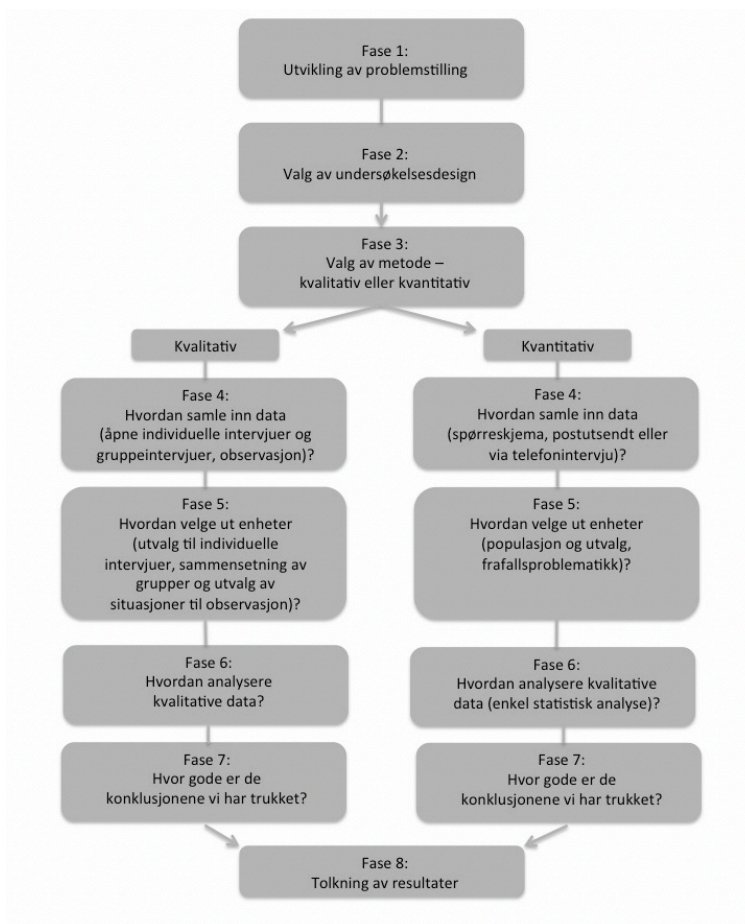 Fase 1:
Utvikling av problemstilling
Fase 2:
Valg av undersøkelsesdesign
Fase 3:
Valg av metode –
kvalitativ eller kvantitativ
Kvalitativ
Fase 4:
Hvordan samle inn data
(åpne individuelle intervjuer og
gruppeintervjuer, observasjon)?
Fase 5:
Hvordan velge ut enheter
(utvalg til individuelle
intervjuer, sammensetning av
grupper og utvalg av
situasjoner til observasjon)?
Fase 6:
Hvordan analysere
kvalitative data?
Fase 7:
Hvor gode er de
konklusjonene vi har trukket?
Kvantitativ
Fase 4:
Hvordan samle inn data
(spørreskjema, postutsendt eller
via telefonintervju)?
Fase 5:
Hvordan velge ut enheter
(populasjon og utvalg,
frafallsproblematikk)?
Fase 6:
Hvordan analysere kvalitative
data (enkel statistisk analyse)?
Fase 7:
Hvor gode er de
konklusjonene vi har trukket?
Fase 8:
Tolkning av resultater